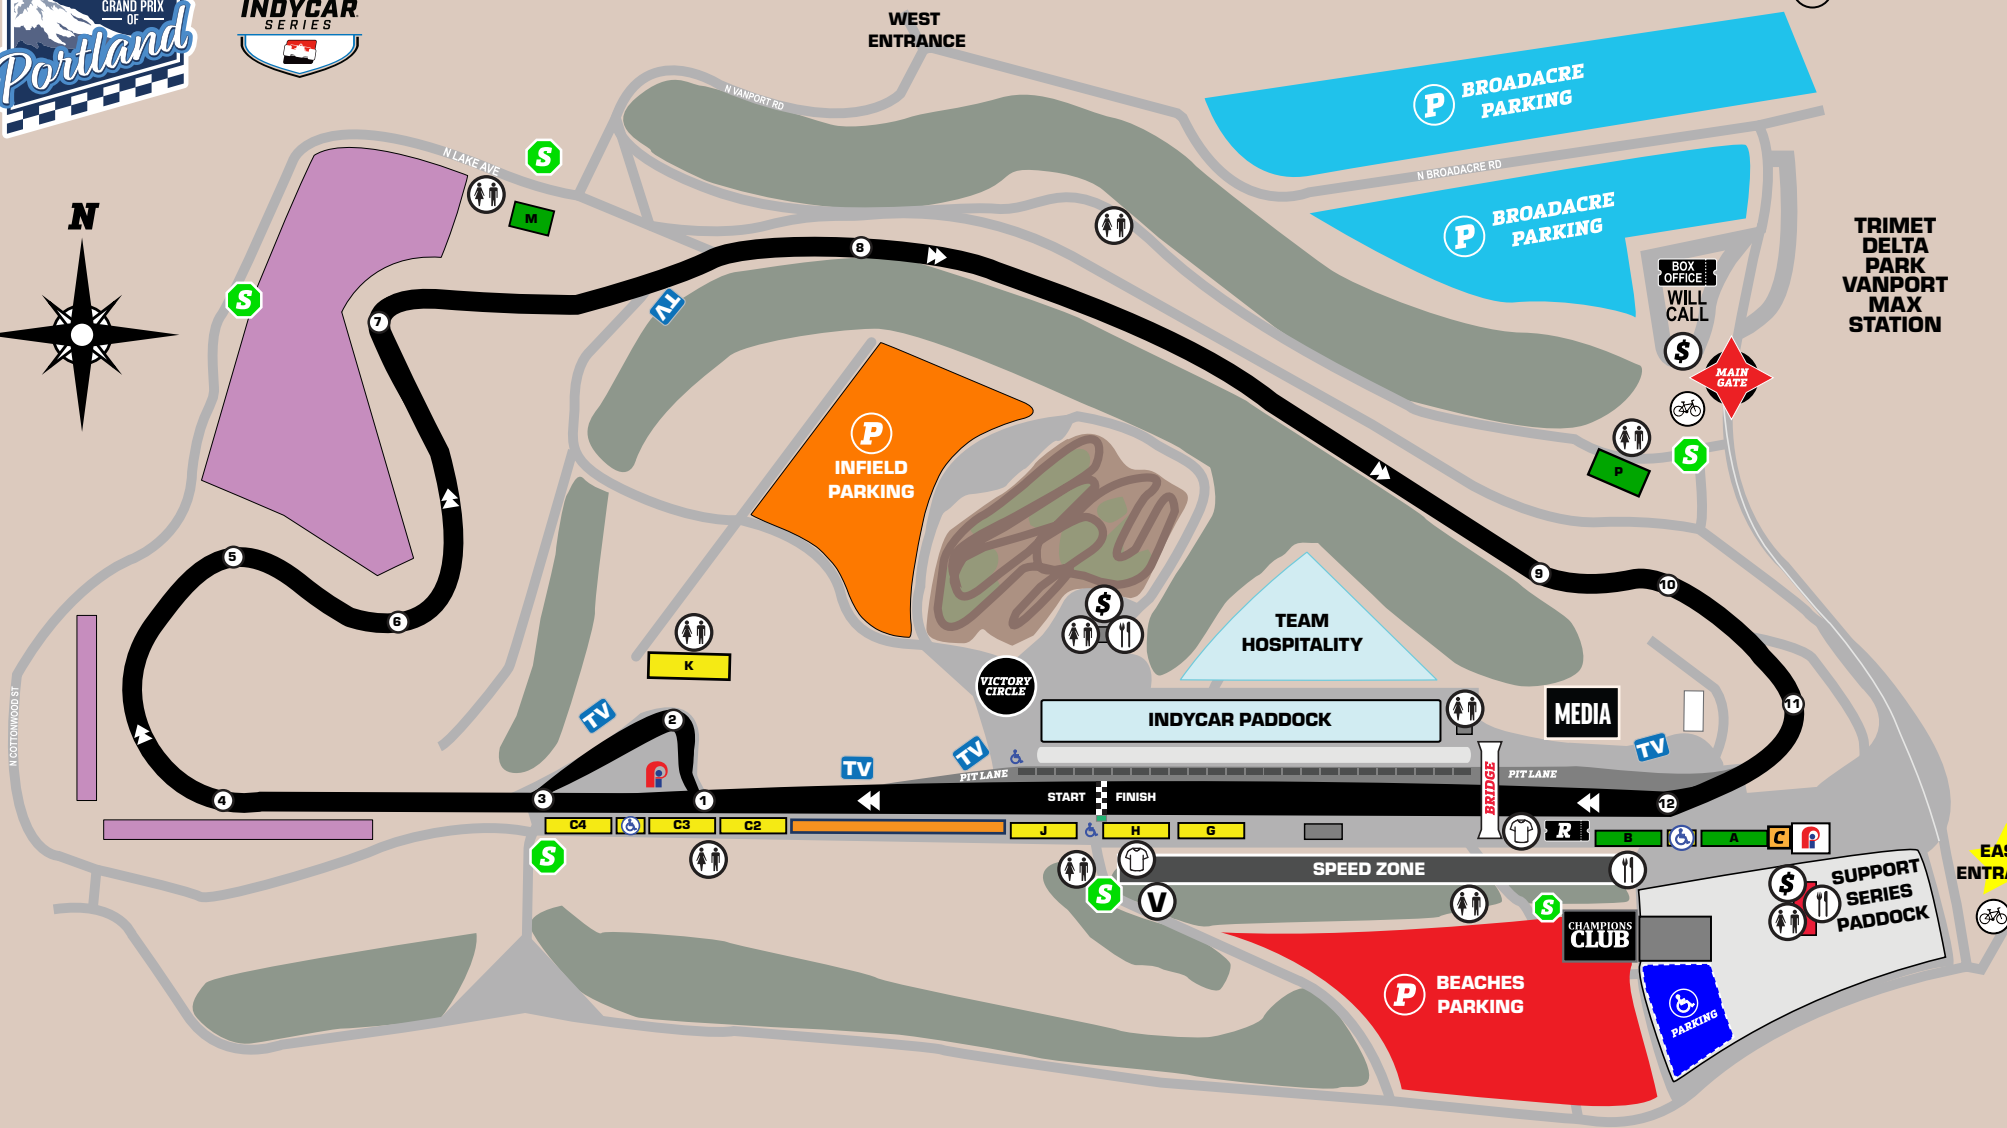 GRAND PRIX
OF
Portland
INDYCAR
SERIES
WEST
ENTRANCE
N VANPORT RD
P BROADACRE
PARKING
N BROADACRE RD
P BROADACRE
PARKING
N LAKE AVE
S
M
N
S
TRIMET
DELTA
PARK
VANPORT
MAX
STATION
BOX
OFFICE
WILL
CALL
$
MAIN
GATE
8
TV
7
P
INFIELD
PARKING
S
P
5
6
9
10
$
TEAM
HOSPITALITY
K
VICTORY
CIRCLE
INDYCAR PADDOCK
MEDIA
11
N COTTONWOOD ST
TV
2
TV
TV
PIT LANE
BRIDGE
PIT LANE
TV
4
3
1
START
FINISH
12
C4
C3
C2
J
H
G
R
B
A
C
S
SPEED ZONE
S
V
S
CHAMPIONS
CLUB
$
SUPPORT
SERIES
PADDOCK
EAS
ENTRA
P
BEACHES
PARKING
PARKING